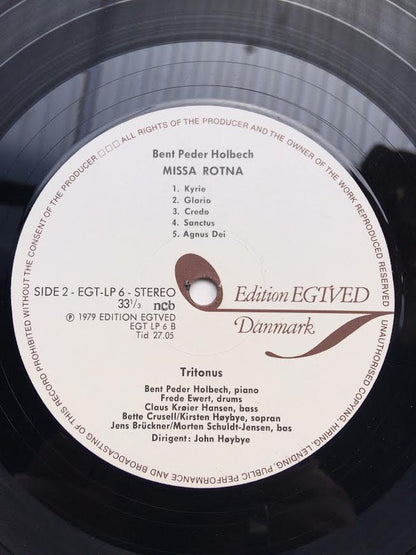 ALL RIGHTS OF THE PRODUCER AND THE OWNER OF THE WORK REPRODUCED RESERVED UNAUTHORISED COPYING, HIRING, LENDING, PUBLIC PERFORMANCE AND BROADCASTING OF THIS RECORD PROHIBITED WITHOUT THE CONSENT OF THE PRODUCER
Bent Peder Holbech
MISSA ROTNA
1. Kyrie
2. Glorio
3. Credo
4. Sanctus
5. Agnus Dei
SIDE 2 - EGT-LP 6 - STEREO
33 1/3 ncb
℗ 1979 EDITION EGTVED
EGT LP 6 B
Tid 27.05
Edition EGTVED
Danmark
Tritonus
Bent Peder Holbech, piano
Frede Ewert, drums
Claus Krøier Hansen, bass
Bette Crusell/Kirsten Høybye, sopran
Jens Brückner/Morten Schuldt-Jensen, bas
Dirigent: John Høybye